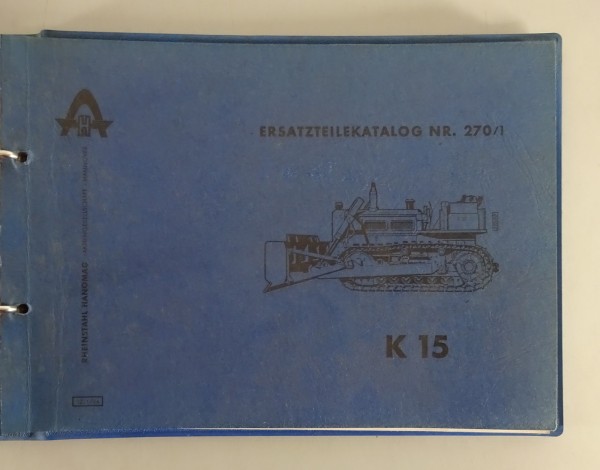 ERSATZTEILEKATALOG NR. 270/1
K 15
RHEINSTAHL HANOMAG